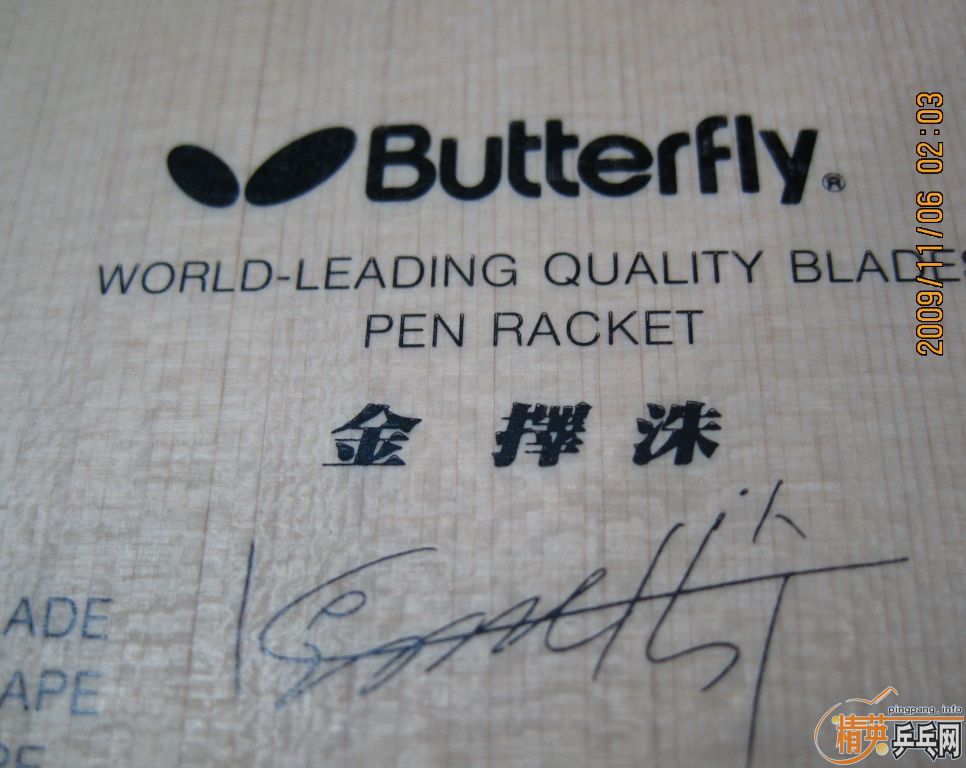 Butterfly®
WORLD-LEADING QUALITY BLADES
PEN RACKET
金 擇 洙
ADE
APE
PE
2009/11/06 02:03
pingpang.info
精英乒乓网